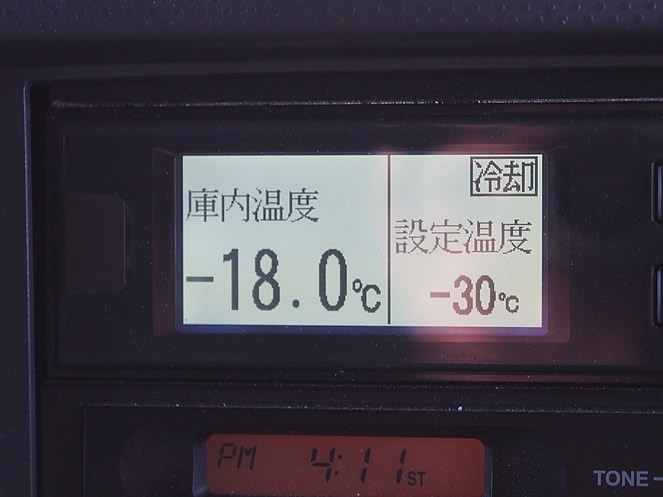 庫内温度
-18.0℃
冷却
設定温度
-30℃
PM 4:11 ST
TONE -